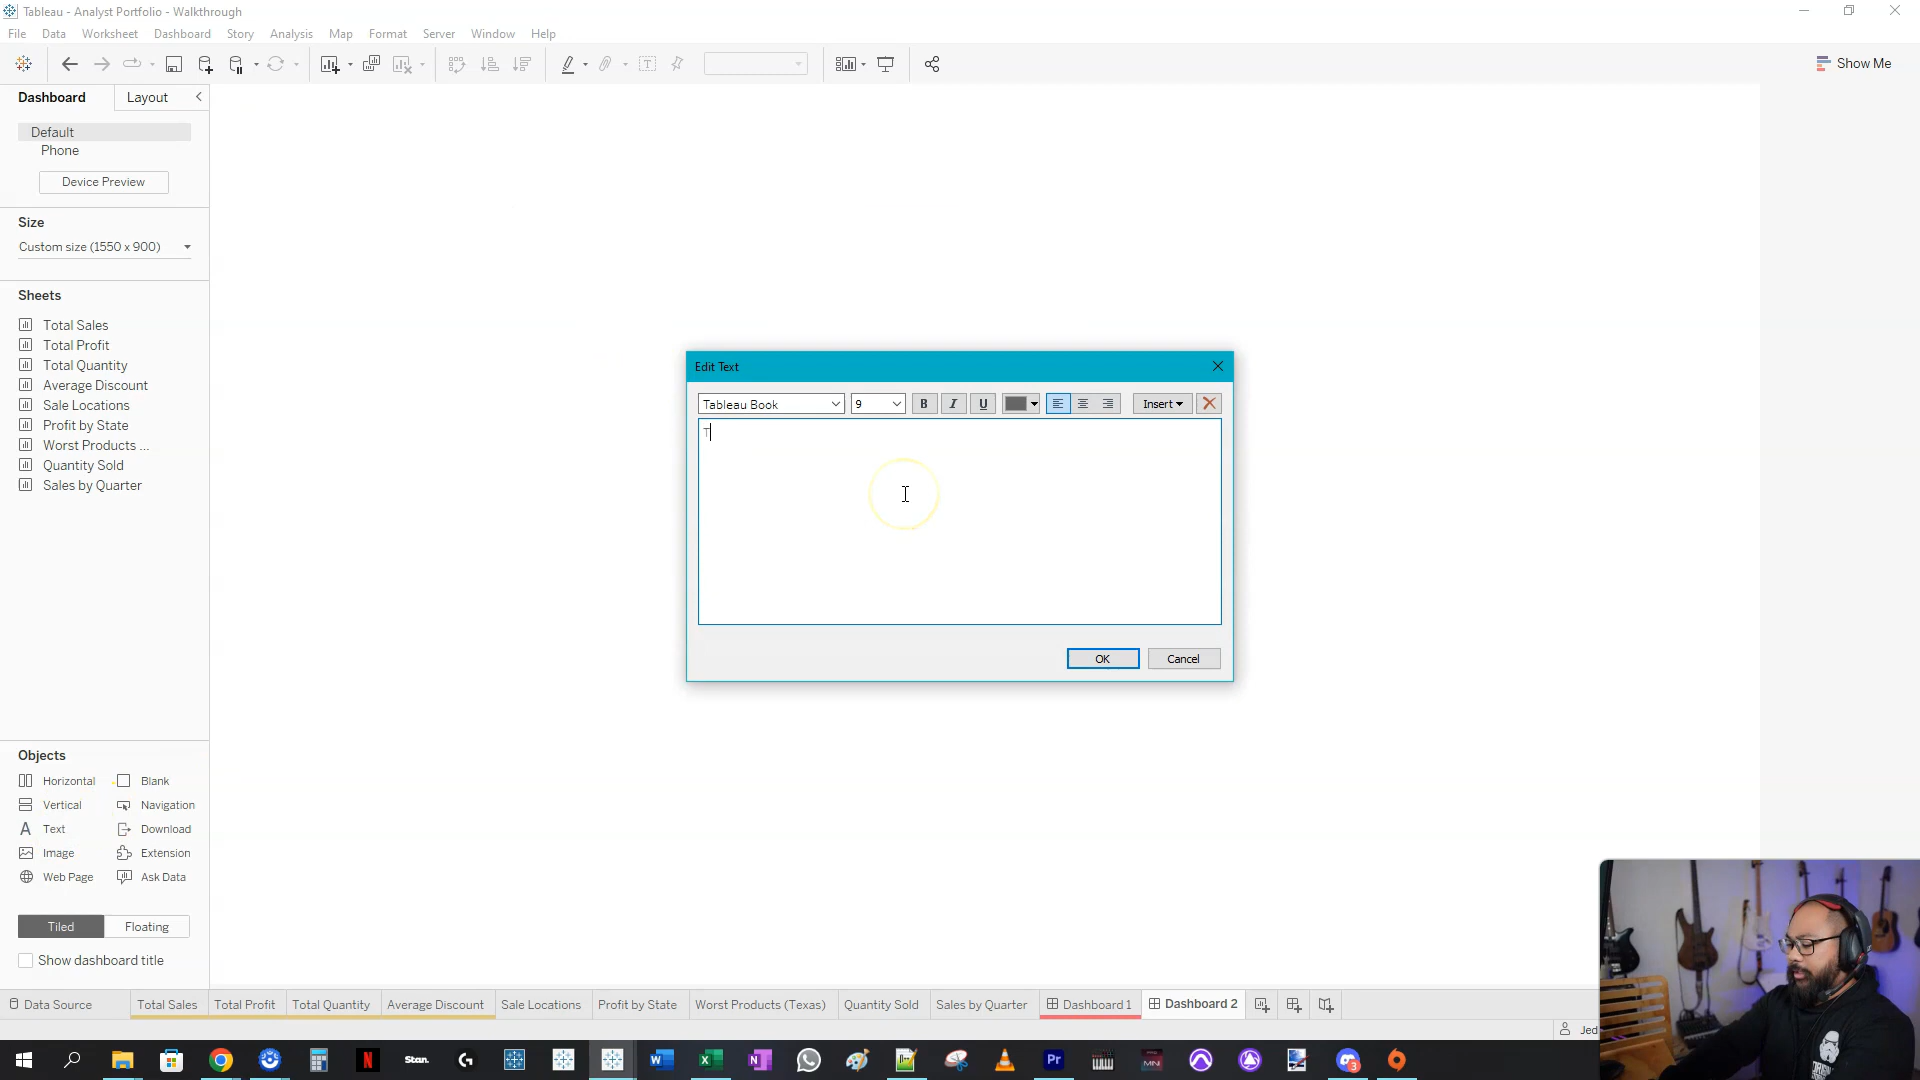 Tableau - Analyst Portfolio - Walkthrough
File Data Worksheet Dashboard Story Analysis Map Format Server Window Help
Show Me
Dashboard Layout
Default
Phone
Device Preview
Size
Custom size (1550 x 900)
Sheets
Total Sales
Total Profit
Total Quantity
Average Discount
Sale Locations
Profit by State
Worst Products ...
Quantity Sold
Sales by Quarter
Edit Text
Tableau Book 9 B I U Insert
T
OK Cancel
Objects
Horizontal Blank
Vertical Navigation
A Text Download
Image Extension
Web Page Ask Data
Tiled Floating
Show dashboard title
Data Source Total Sales Total Profit Total Quantity Average Discount Sale Locations Profit by State Worst Products (Texas) Quantity Sold Sales by Quarter Dashboard 1 Dashboard 2
Jed
N Stan. G W X N Pr MN 3